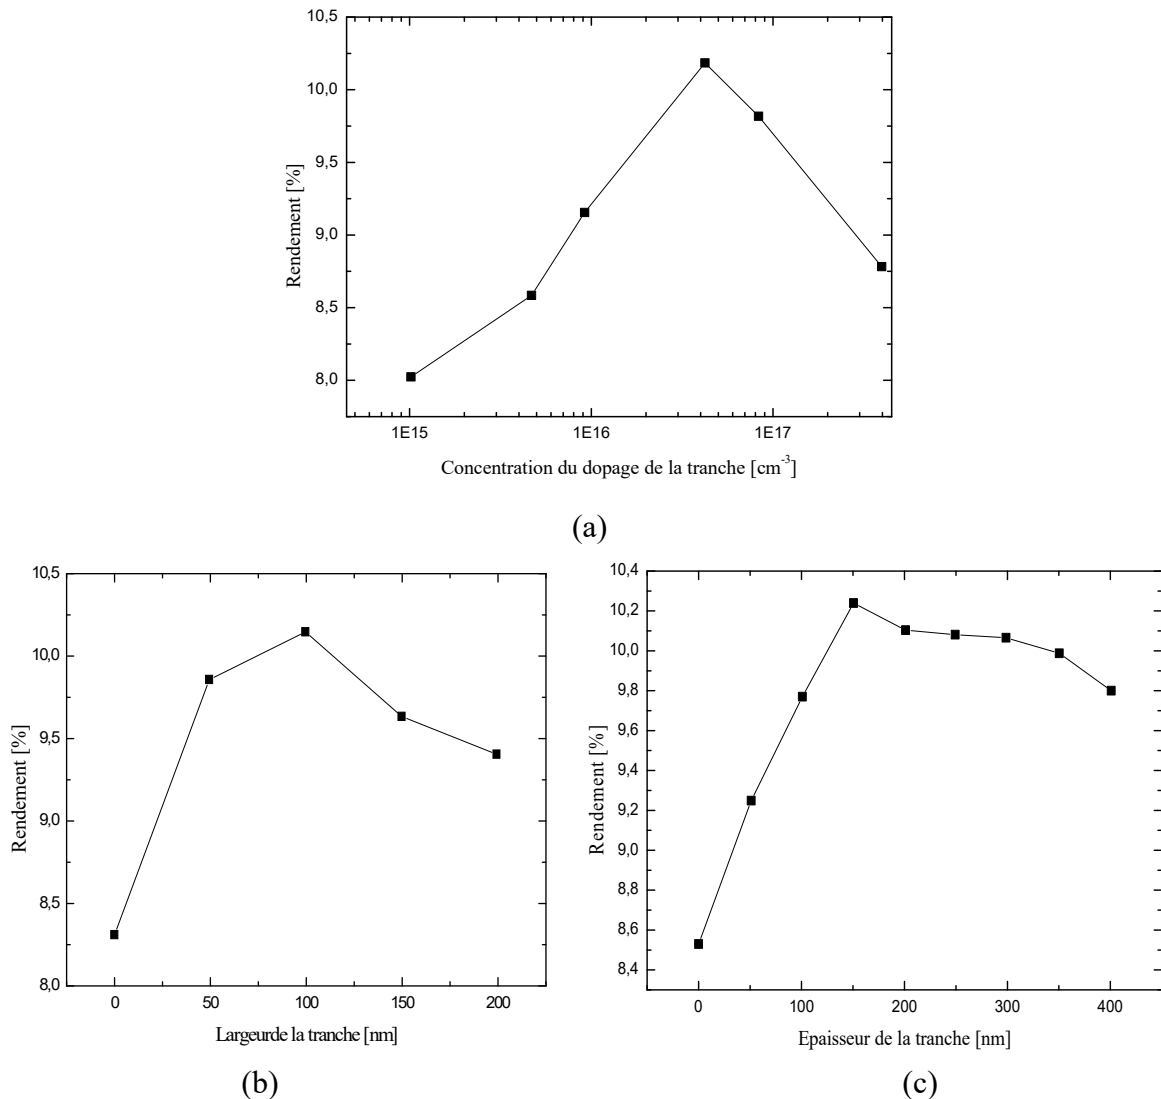 10,5
10,0
9,5
9,0
8,5
8,0
Rendement [%]
1E15 1E16 1E17
Concentration du dopage de la tranche [cm-3]
(a)
10,5
10,0
9,5
9,0
8,5
8,0
Rendement [%]
0 50 100 150 200
Largeurde la tranche [nm]
(b)
10,4
10,2
10,0
9,8
9,6
9,4
9,2
9,0
8,8
8,6
8,4
Rendement [%]
0 100 200 300 400
Epaisseur de la tranche [nm]
(c)